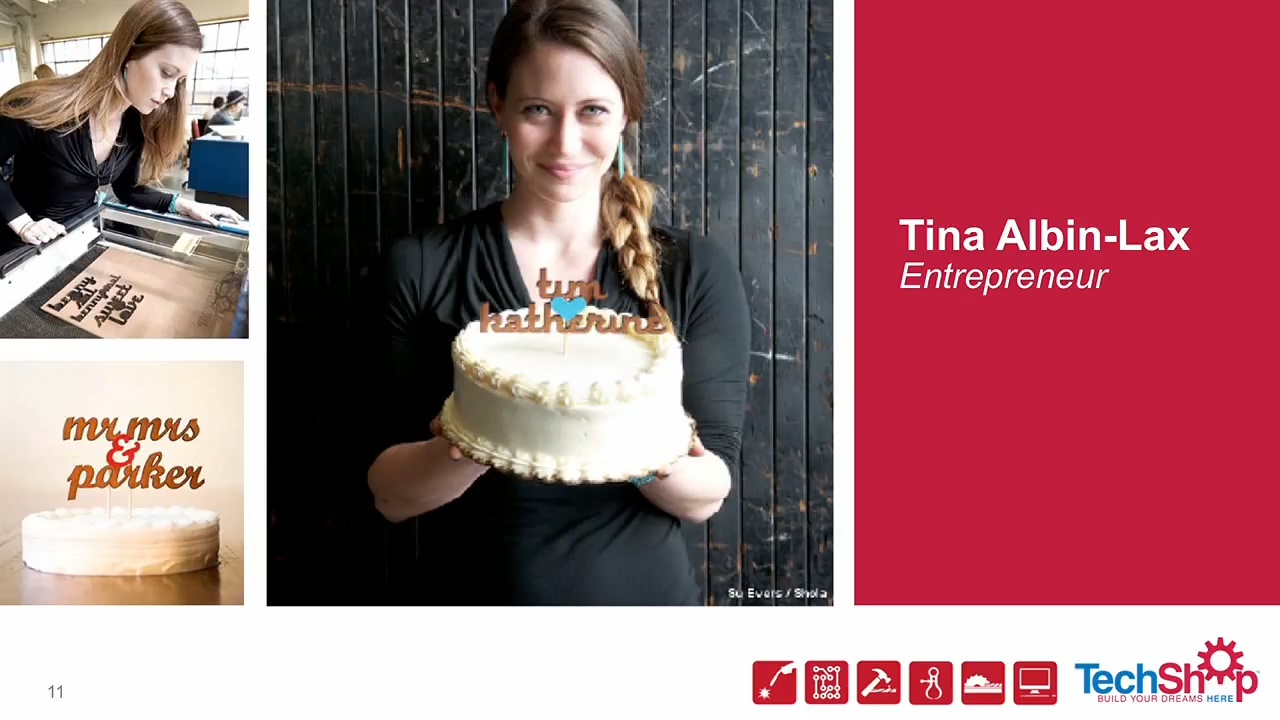 tim
katherine
mr mrs
&
parker
Su Evers / Shola
Tina Albin-Lax
Entrepreneur
11
TechShop
BUILD YOUR DREAMS HERE